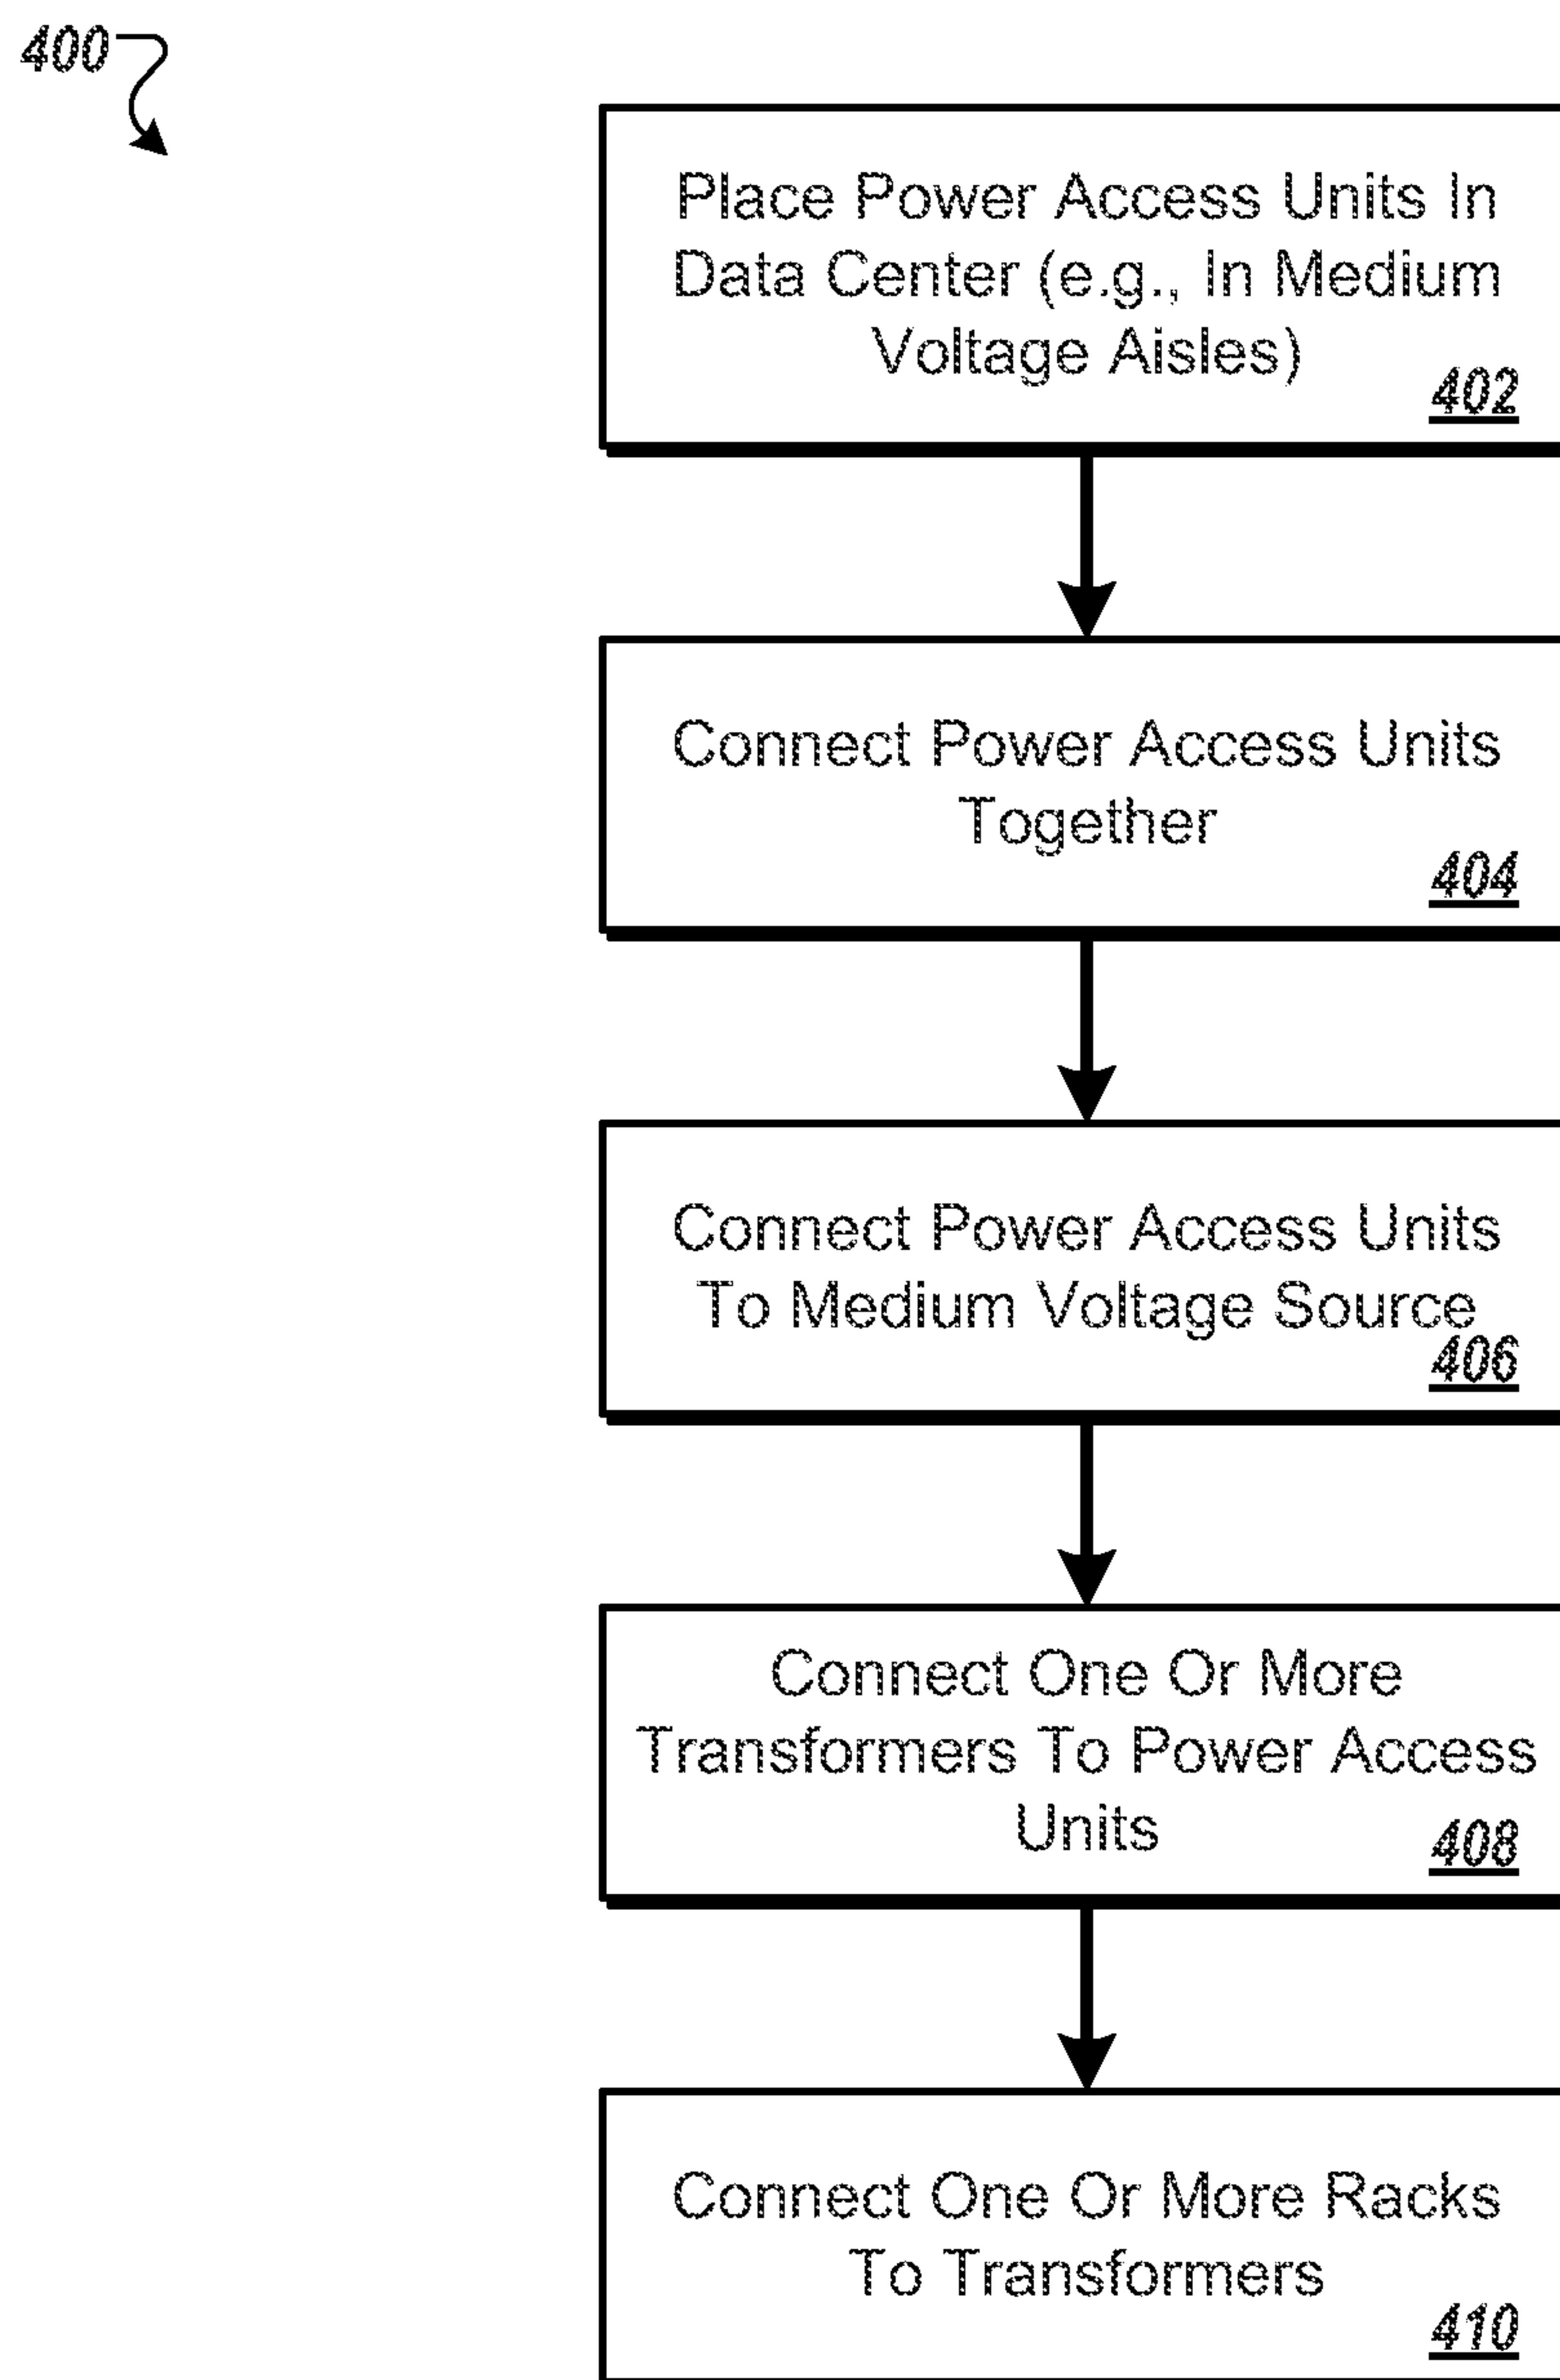 400
Place Power Access Units In
Data Center (e.g., In Medium
Voltage Aisles)
402
Connect Power Access Units
Together
404
Connect Power Access Units
To Medium Voltage Source
406
Connect One Or More
Transformers To Power Access
Units
408
Connect One Or More Racks
To Transformers
410